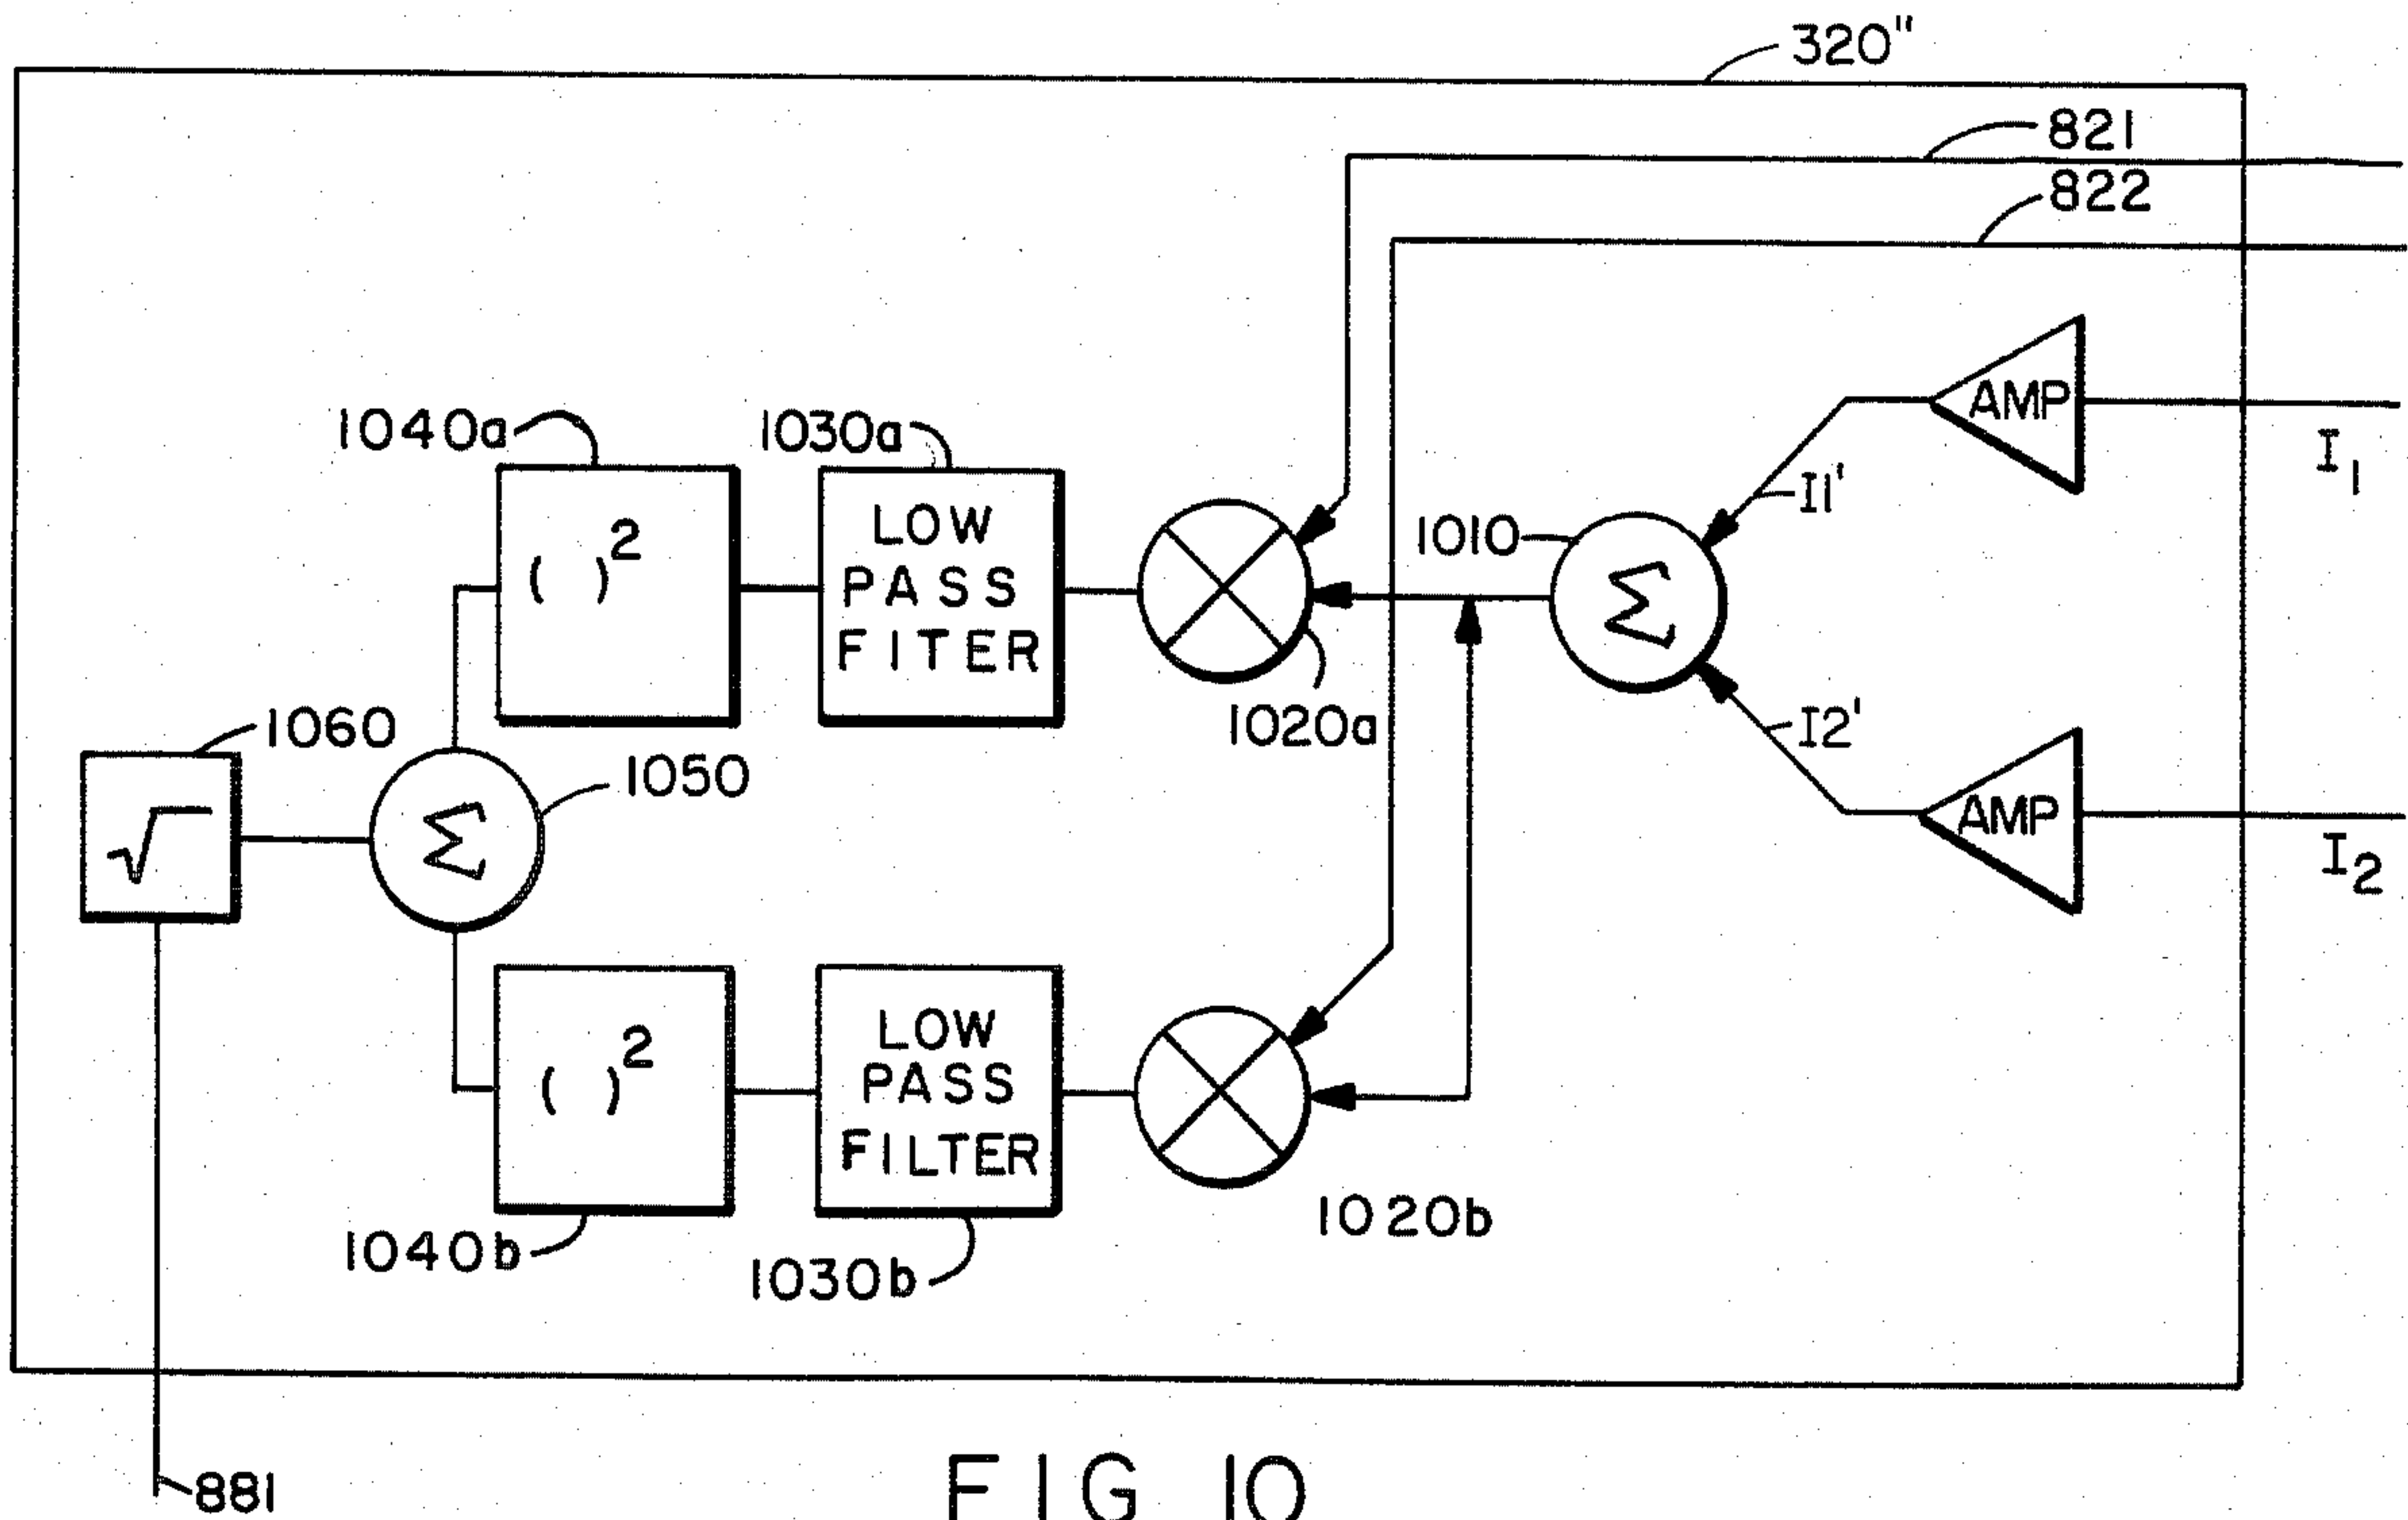 320"
821
822
AMP
I1
I1'
1010
1040a
1030a
( )2
LOW
PASS
FITER
1020a
I2'
AMP
I2
1060
√
1050
Σ
Σ
( )2
LOW
PASS
FILTER
1020b
1040b
1030b
881
FIG 10